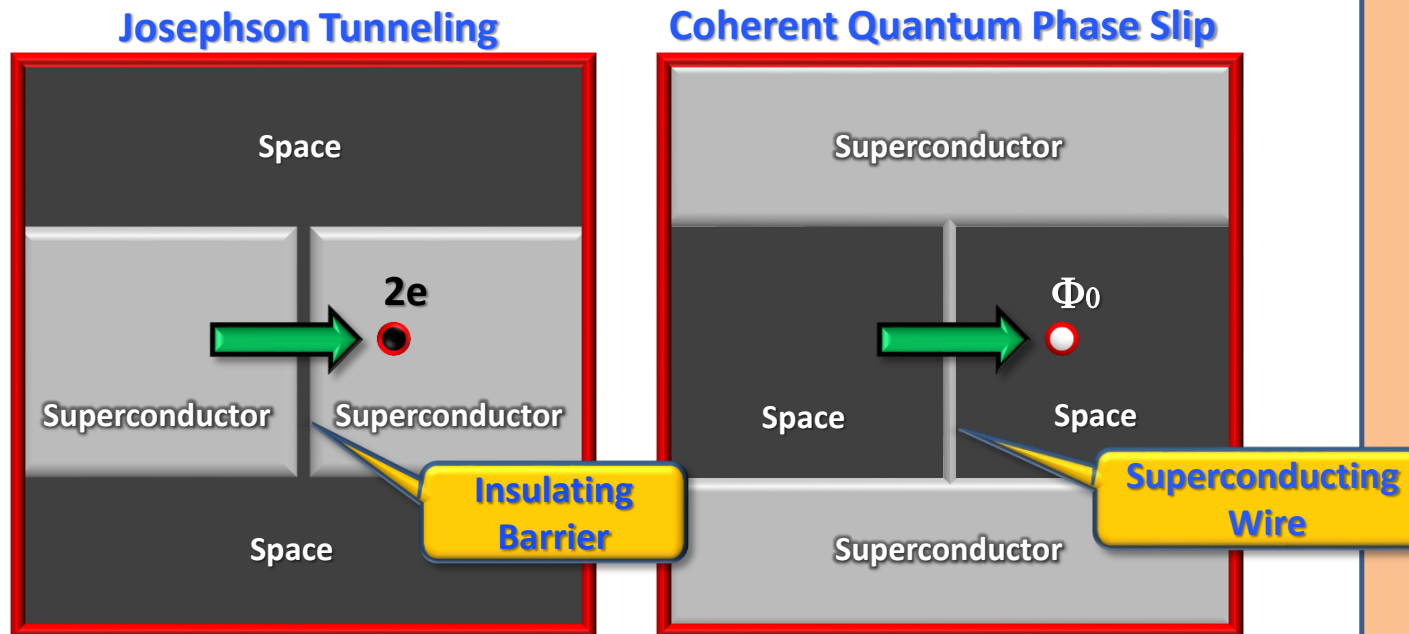 Josephson Tunneling
Space
2e
Superconductor
Superconductor
Insulating
Barrier
Space
Coherent Quantum Phase Slip
Superconductor
Φ0
Space
Space
Superconducting
Wire
Superconductor